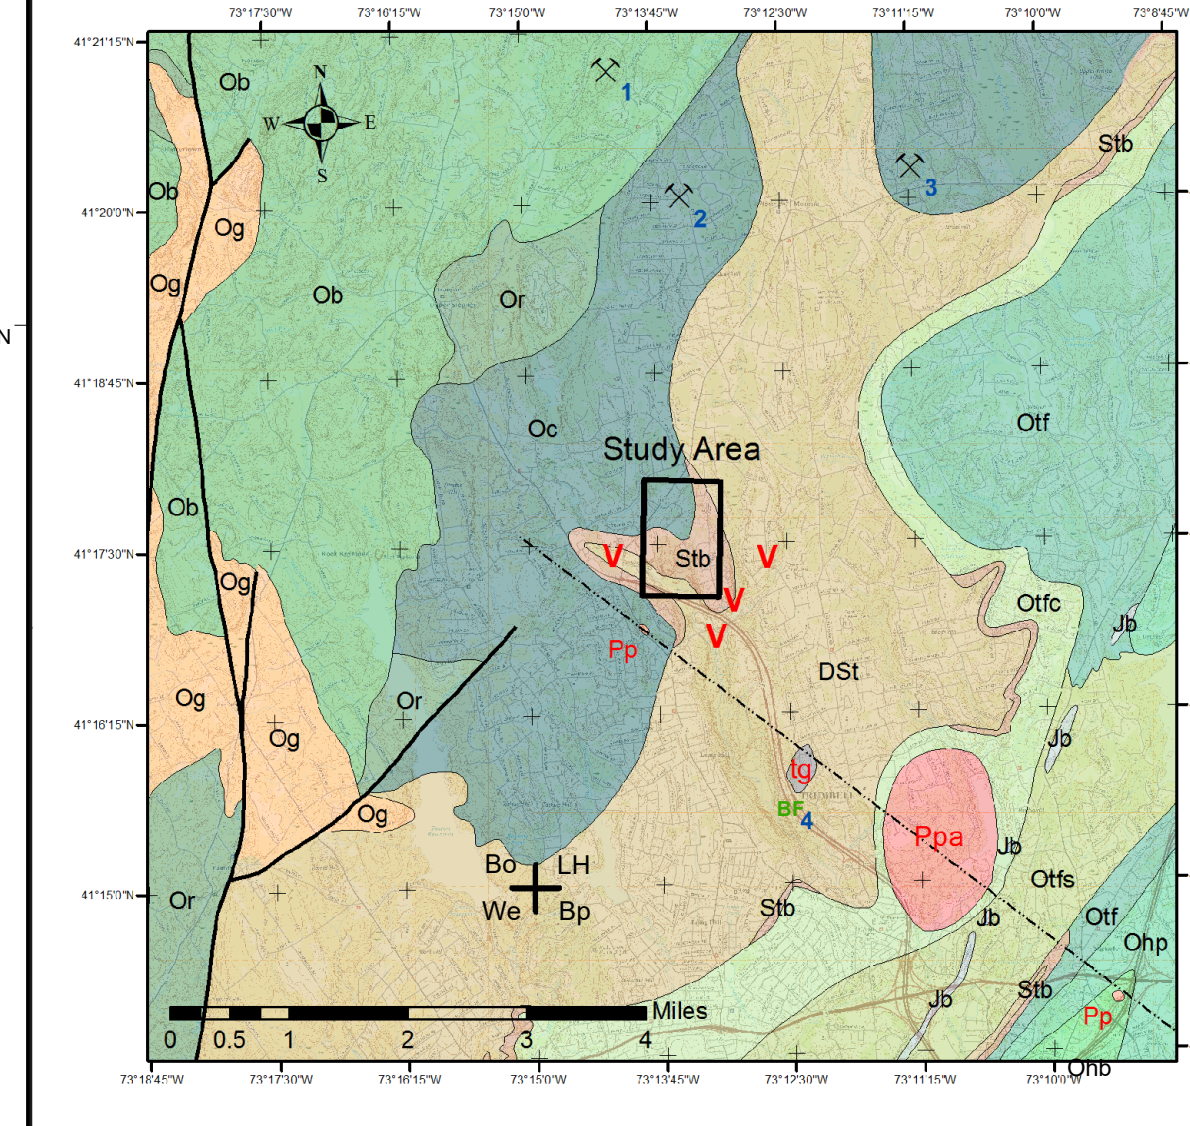 73°17'30"W 73°16'15"W 73°15'0"W 73°13'45"W 73°12'30"W 73°11'15"W 73°10'0"W 73°8'45"W
41°21'15"N
Ob
N
W E
S
1
Stb
Ob
3
2
41°20'0"N
Og
Og
Ob
Or
N
41°18'45"N
Otf
Oc
Study Area
Ob
41°17'30"N
V
Stb
V
Og
V
Otfc
Jb
V
Pp
DSt
Og
Or
41°16'15"N
Og
Jb
tg
BF
4
TRUMBULL
Og
Ppa
Jb
Bo LH
Otfs
41°15'0"N
Or
We Bp
Stb
Jb
Otf
Ohp
Stb
Jb
Miles
Pp
0 0.5 1 2 3 4
Ohb
73°18'45"W 73°17'30"W 73°16'15"W 73°15'0"W 73°13'45"W 73°12'30"W 73°11'15"W 73°10'0"W